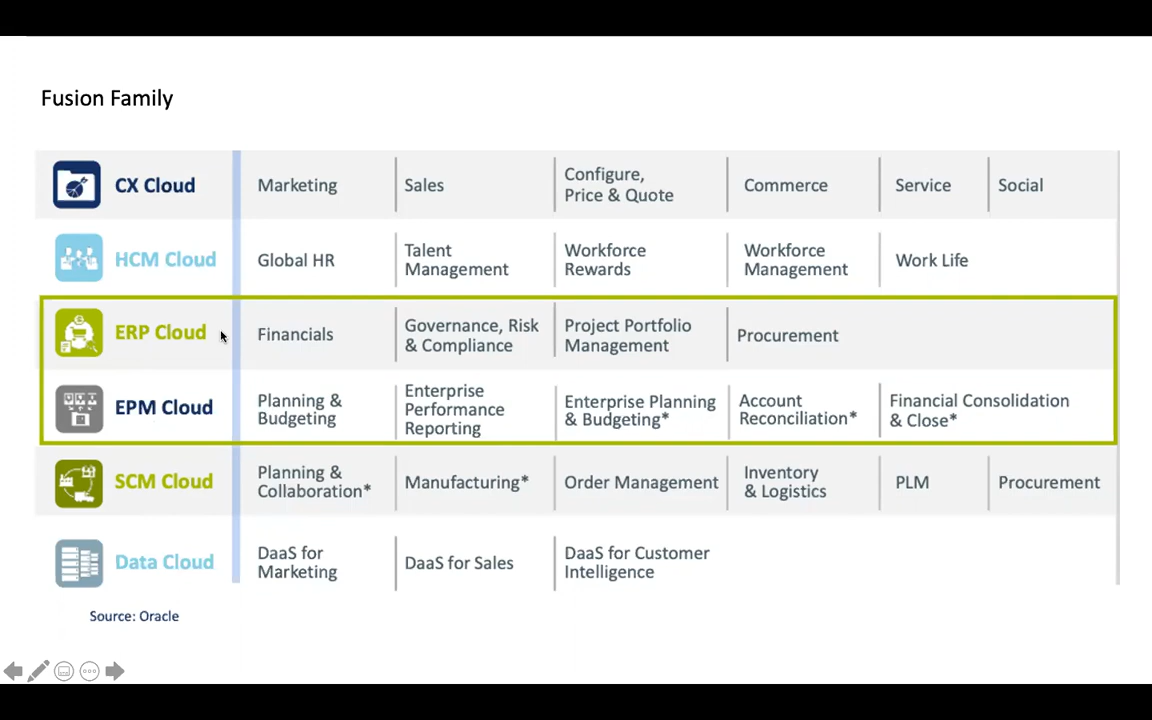 Fusion Family
CX Cloud
Marketing
Sales
Configure,
Price & Quote
Commerce
Service
Social
HCM Cloud
Global HR
Talent
Management
Workforce
Rewards
Workforce
Management
Work Life
ERP Cloud
Financials
Governance, Risk
& Compliance
Project Portfolio
Management
Procurement
EPM Cloud
Planning &
Budgeting
Enterprise
Performance
Reporting
Enterprise Planning
& Budgeting*
Account
Reconciliation*
Financial Consolidation
& Close*
SCM Cloud
Planning &
Collaboration*
Manufacturing*
Order Management
Inventory
& Logistics
PLM
Procurement
Data Cloud
DaaS for
Marketing
DaaS for Sales
DaaS for Customer
Intelligence
Source: Oracle